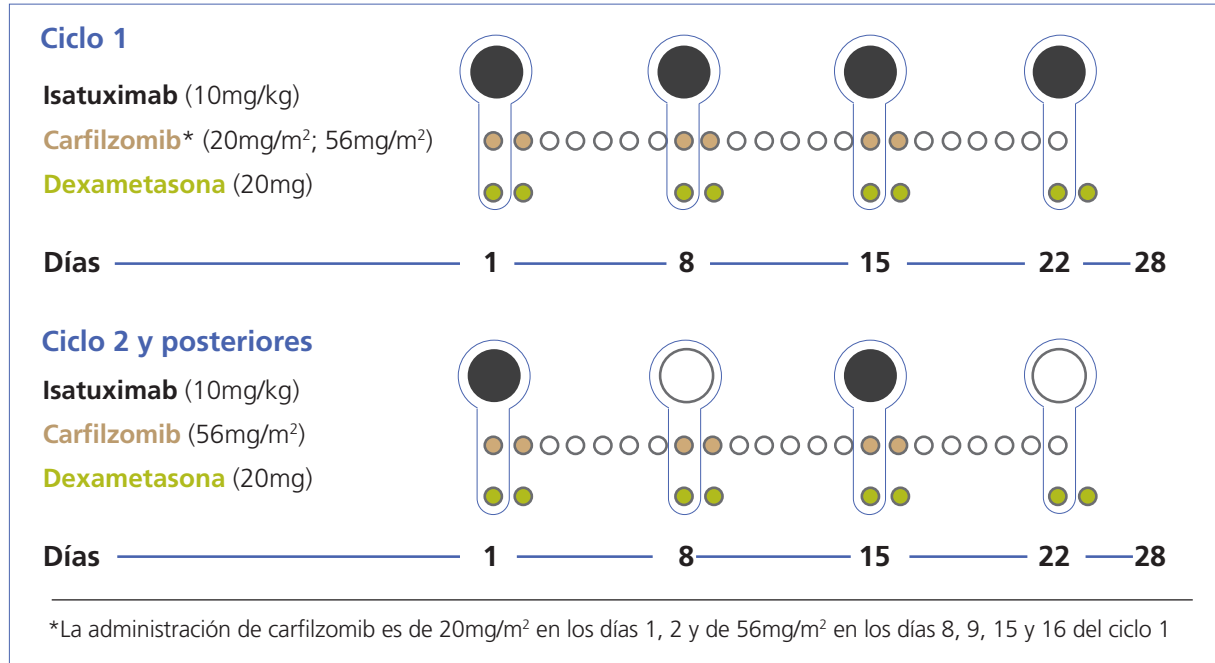 Ciclo 1
Isatuximab (10mg/kg)
Carfilzomib* (20mg/m²; 56mg/m²)
Dexametasona (20mg)
Días 1 8 15 22 28
Ciclo 2 y posteriores
Isatuximab (10mg/kg)
Carfilzomib (56mg/m²)
Dexametasona (20mg)
Días 1 8 15 22 28
*La administración de carfilzomib es de 20mg/m² en los días 1, 2 y de 56mg/m² en los días 8, 9, 15 y 16 del ciclo 1